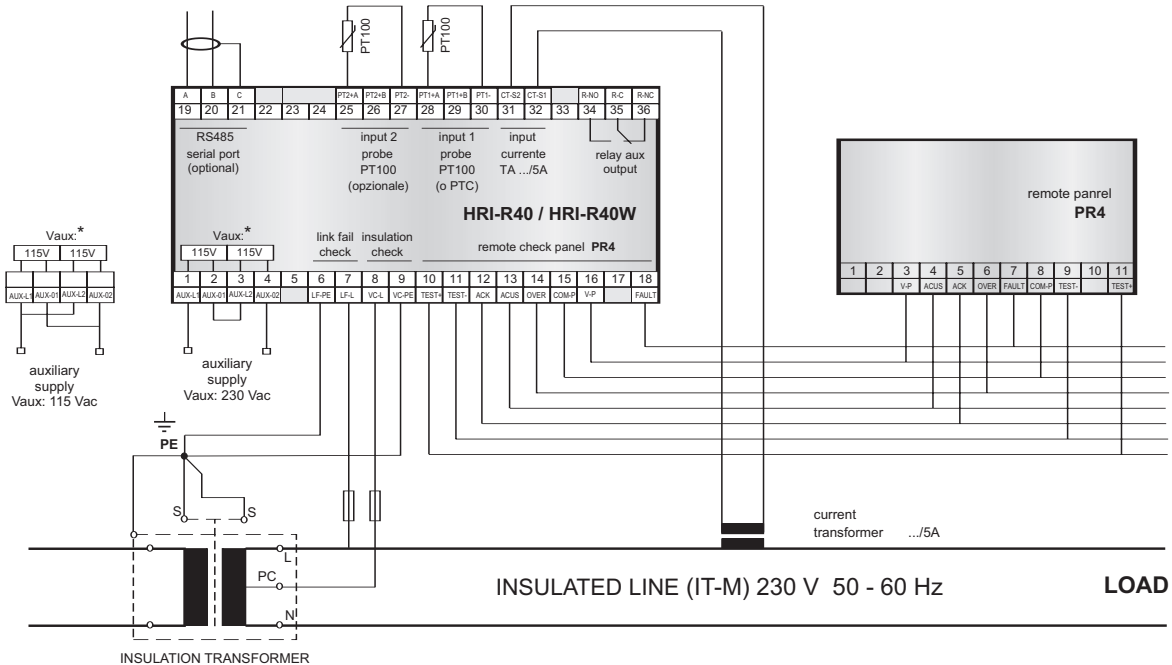 PT100
PT100
A B C PT2+A PT2+B PT2- PT1+A PT1+B PT1- CT-S2 CT-S1 R-NO R-C R-NC
19 20 21 22 23 24 25 26 27 28 29 30 31 32 33 34 35 36
RS485
serial port
(optional)
input 2
probe
PT100
(opzionale)
input 1
probe
PT100
(o PTC)
input
currente
TA .../5A
relay aux
output
HRI-R40 / HRI-R40W
Vaux:*
115V 115V
link fail
check
insulation
check
remote check panel PR4
1 2 3 4 5 6 7 8 9 10 11 12 13 14 15 16 17 18
AUX-L1 AUX-01 AUX-L2 AUX-02 LF-PE LF-L VC-L VC-PE TEST+ TEST- ACK ACUS OVER COM-P V-P FAULT
Vaux:*
115V 115V
AUX-L1 AUX-01 AUX-L2 AUX-02
auxiliary
supply
Vaux: 115 Vac
auxiliary
supply
Vaux: 230 Vac
remote panrel
PR4
1 2 3 4 5 6 7 8 9 10 11
V-P ACUS ACK OVER FAULT COM-P TEST- TEST+
PE
S S
current
transformer .../5A
L
PC
N
INSULATED LINE (IT-M) 230 V 50 - 60 Hz
LOAD
INSULATION TRANSFORMER